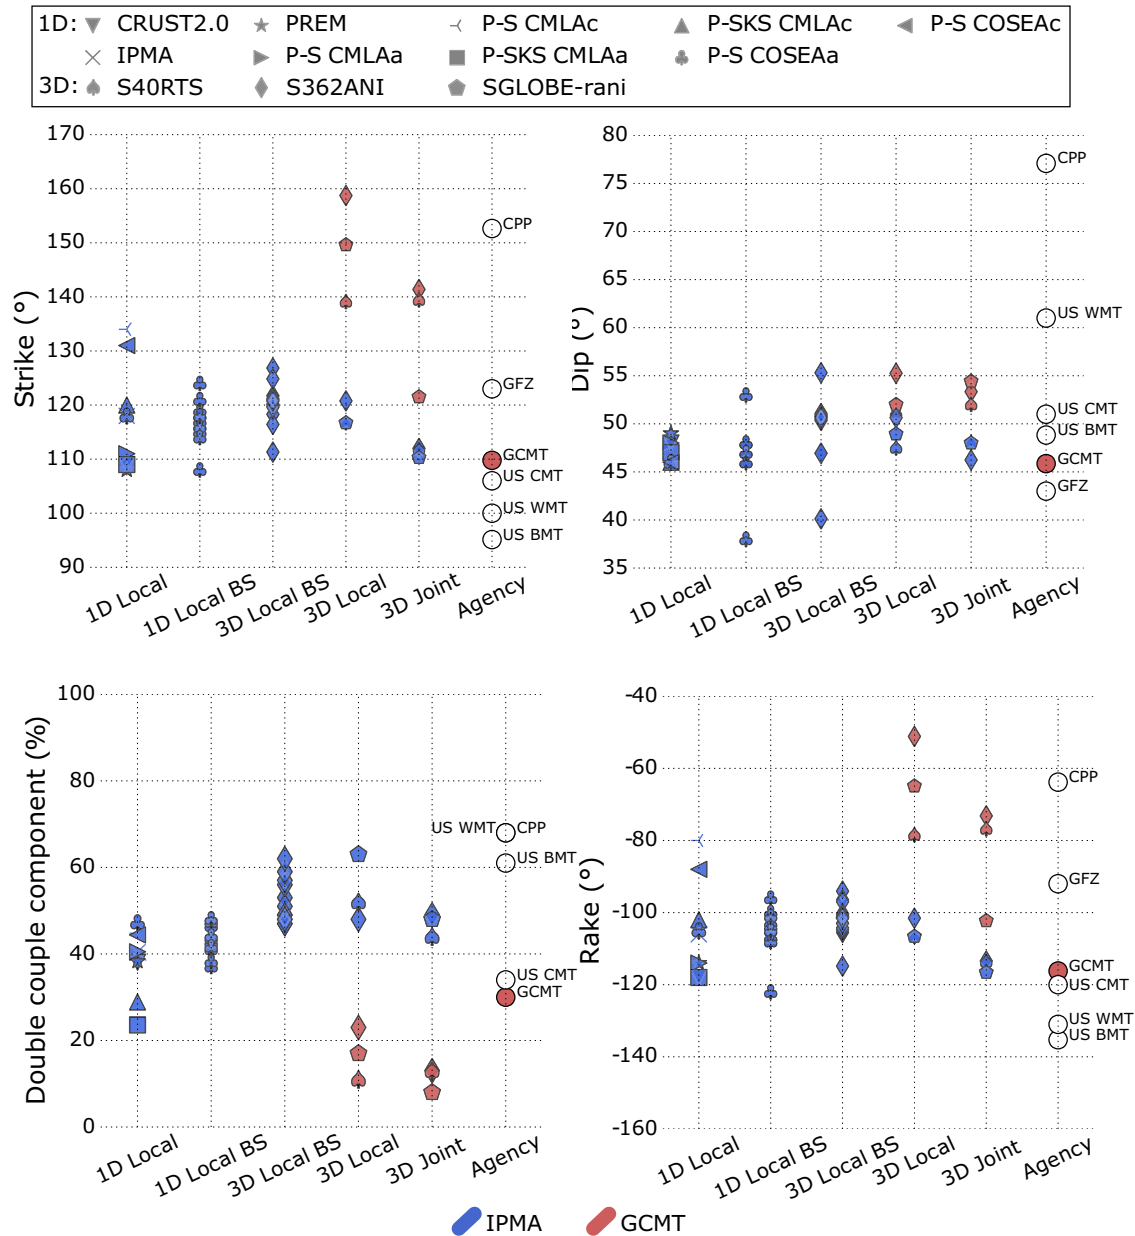 1D: CRUST2.0 PREM P-S CMLAc P-SKS CMLAc P-S COSEAc
IPMA P-S CMLAa P-SKS CMLAa P-S COSEAa
3D: S40RTS S362ANI SGLOBE-rani
Strike (°)
170
160
150
140
130
120
110
100
90
CPP
GFZ
GCMT
US CMT
US WMT
US BMT
1D Local
1D Local BS
3D Local BS
3D Local
3D Joint
Agency
Dip (°)
80
75
70
65
60
55
50
45
40
35
CPP
US WMT
US CMT
US BMT
GCMT
GFZ
1D Local
1D Local BS
3D Local BS
3D Local
3D Joint
Agency
Double couple component (%)
100
80
60
40
20
0
US WMT CPP
US BMT
US CMT
GCMT
1D Local
1D Local BS
3D Local BS
3D Local
3D Joint
Agency
Rake (°)
-40
-60
-80
-100
-120
-140
-160
CPP
GFZ
GCMT
US CMT
US WMT
US BMT
1D Local
1D Local BS
3D Local BS
3D Local
3D Joint
Agency
IPMA GCMT